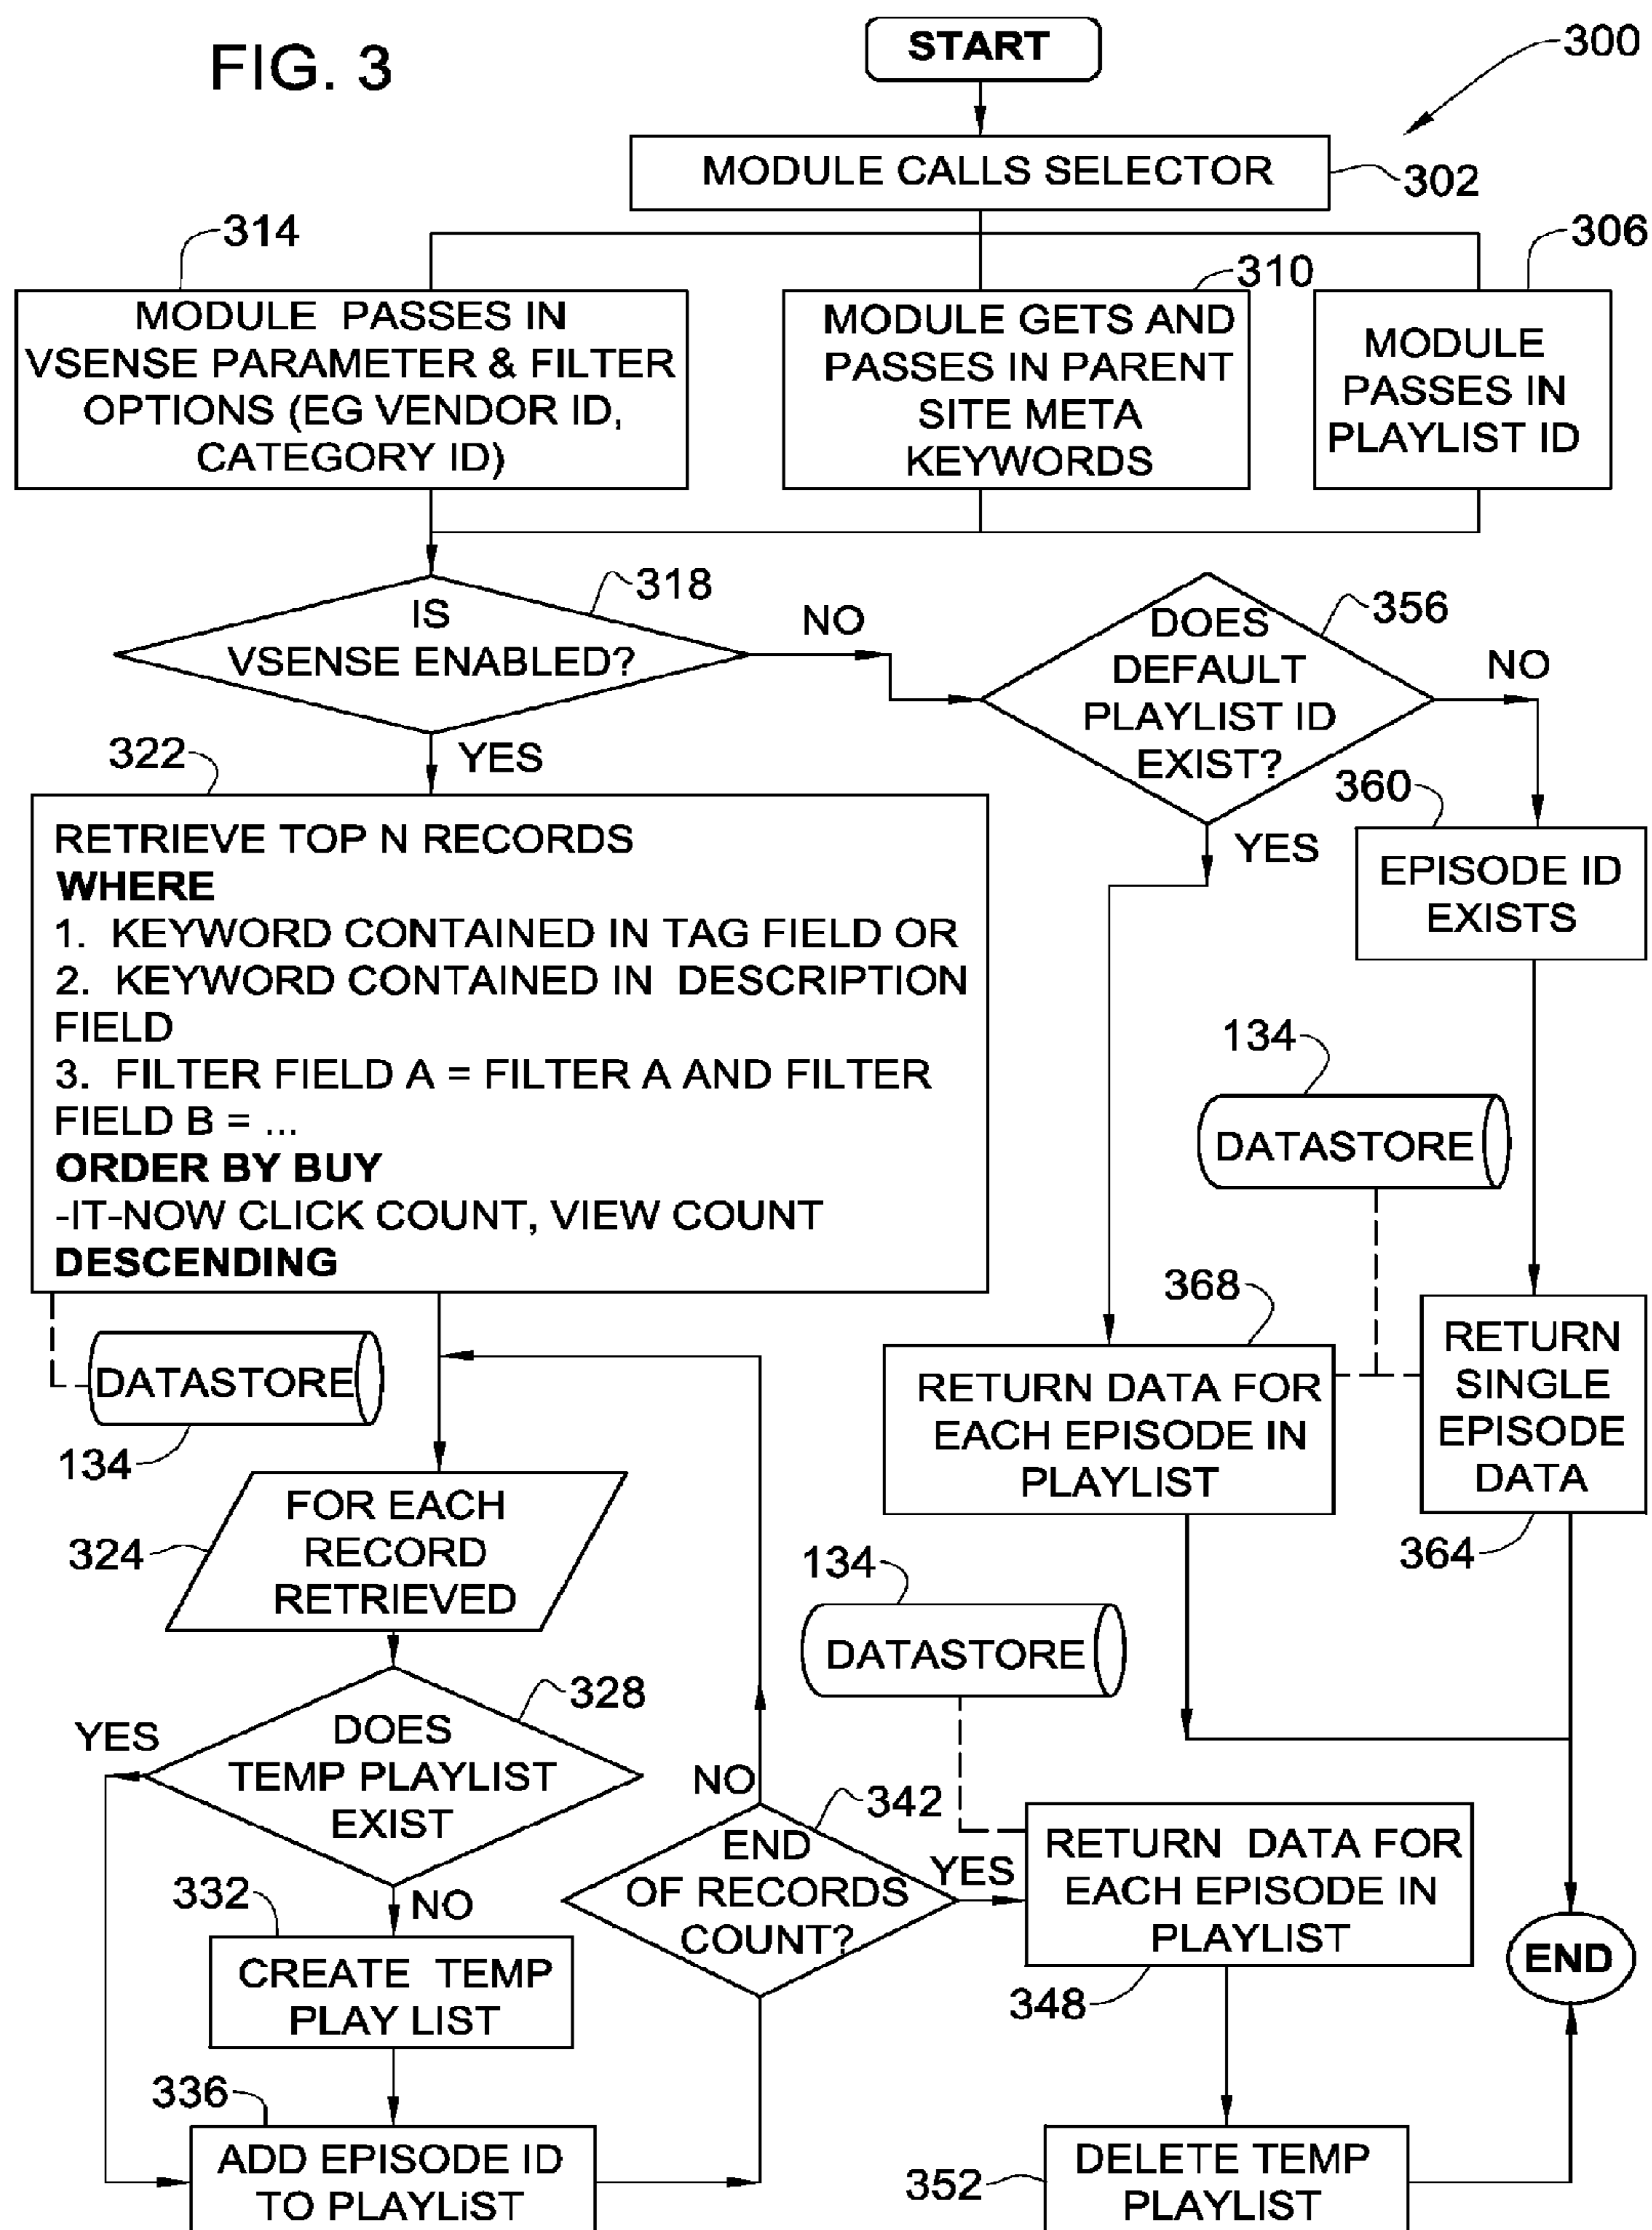 FIG. 3
START
300
MODULE CALLS SELECTOR
302
314
MODULE PASSES IN
VSENSE PARAMETER & FILTER
OPTIONS (EG VENDOR ID,
CATEGORY ID)
310
MODULE GETS AND
PASSES IN PARENT
SITE META
KEYWORDS
306
MODULE
PASSES IN
PLAYLIST ID
318
IS
VSENSE ENABLED?
NO
YES
356
DOES
DEFAULT
PLAYLIST ID
EXIST?
NO
YES
360
EPISODE ID
EXISTS
322
RETRIEVE TOP N RECORDS
WHERE
1. KEYWORD CONTAINED IN TAG FIELD OR
2. KEYWORD CONTAINED IN DESCRIPTION
FIELD
3. FILTER FIELD A = FILTER A AND FILTER
FIELD B = ...
ORDER BY BUY
-IT-NOW CLICK COUNT, VIEW COUNT
DESCENDING
134
DATASTORE
368
RETURN DATA FOR
EACH EPISODE IN
PLAYLIST
RETURN
SINGLE
EPISODE
DATA
364
DATASTORE
134
324
FOR EACH
RECORD
RETRIEVED
134
DATASTORE
328
YES
DOES
TEMP PLAYLIST
EXIST
NO
332
CREATE TEMP
PLAY LIST
336
ADD EPISODE ID
TO PLAYLiST
NO
342
END
OF RECORDS
COUNT?
YES
RETURN DATA FOR
EACH EPISODE IN
PLAYLIST
348
END
352
DELETE TEMP
PLAYLIST